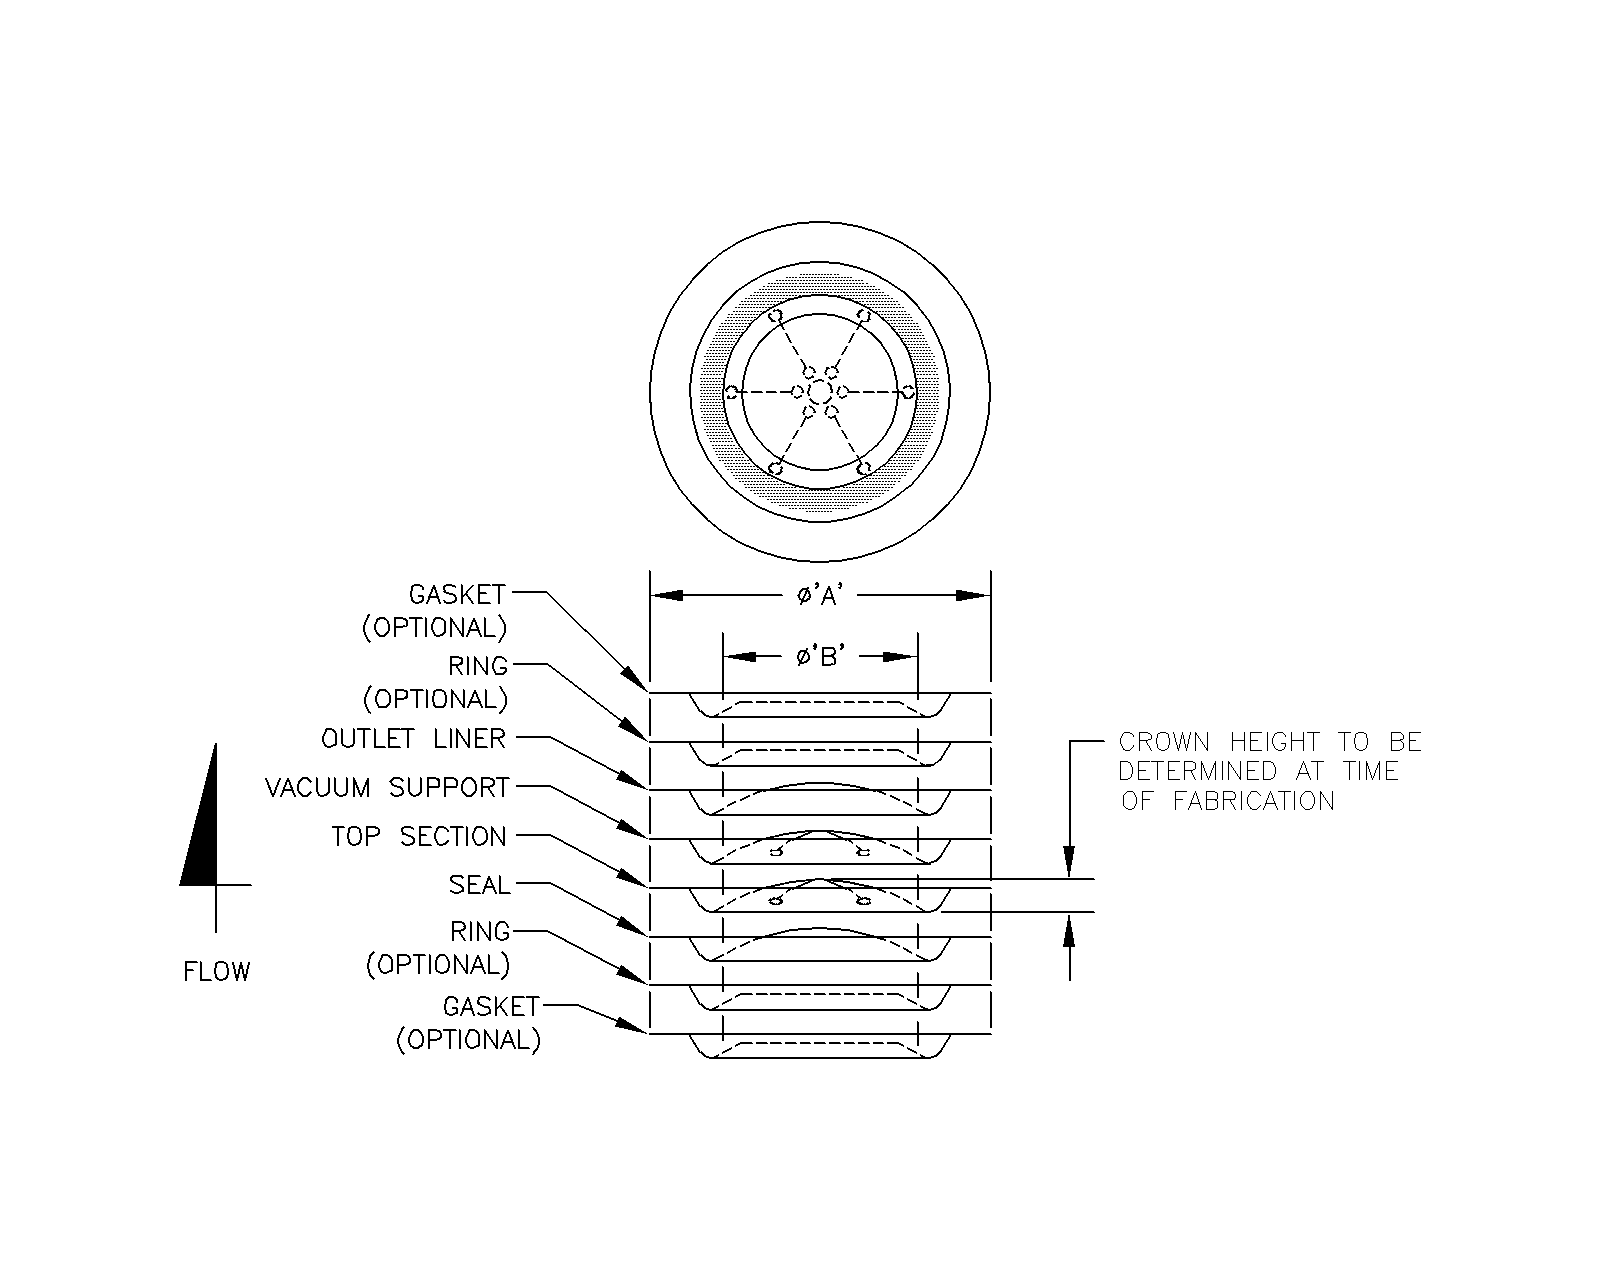 GASKET
(OPTIONAL)
RING
(OPTIONAL)
OUTLET LINER
VACUUM SUPPORT
TOP SECTION
SEAL
RING
(OPTIONAL)
GASKET
(OPTIONAL)
FLOW
ø'A'
ø'B'
CROWN HEIGHT TO BE
DETERMINED AT TIME
OF FABRICATION